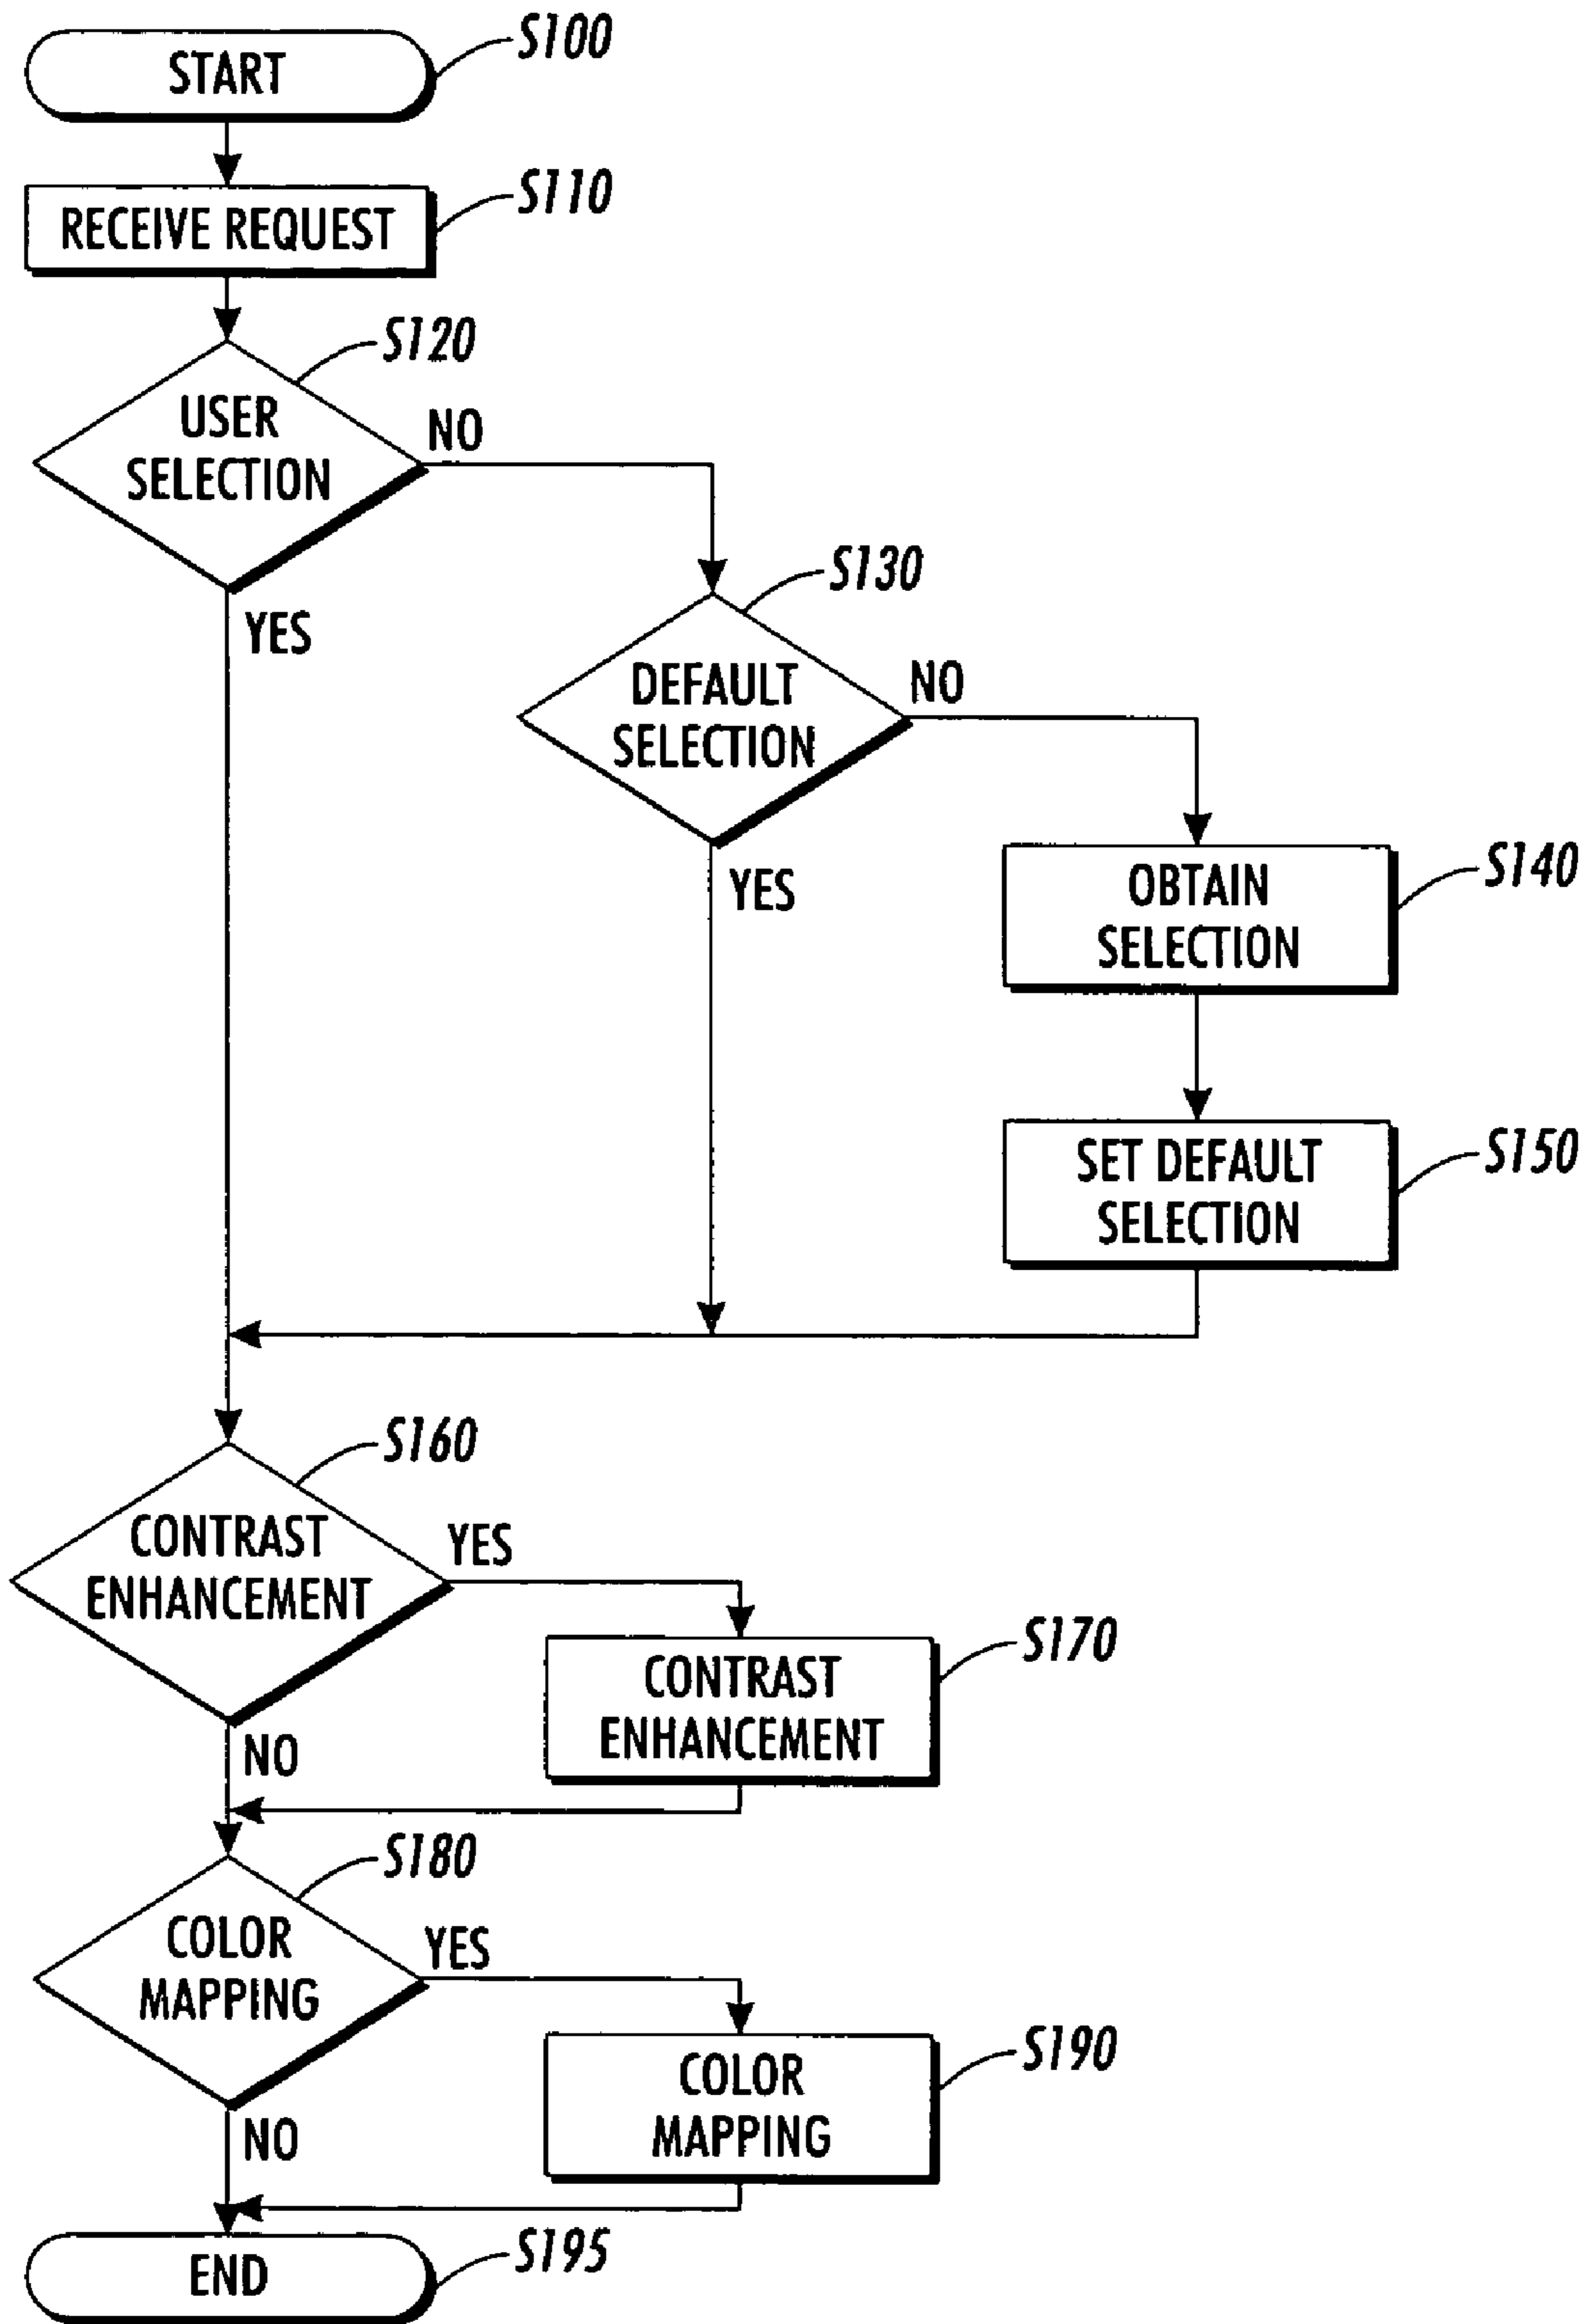 START
S100
RECEIVE REQUEST
S110
S120
USER
SELECTION
NO
YES
S130
DEFAULT
SELECTION
NO
YES
OBTAIN
SELECTION
S140
SET DEFAULT
SELECTION
S150
S160
CONTRAST
ENHANCEMENT
YES
NO
CONTRAST
ENHANCEMENT
S170
S180
COLOR
MAPPING
YES
NO
COLOR
MAPPING
S190
END
S195